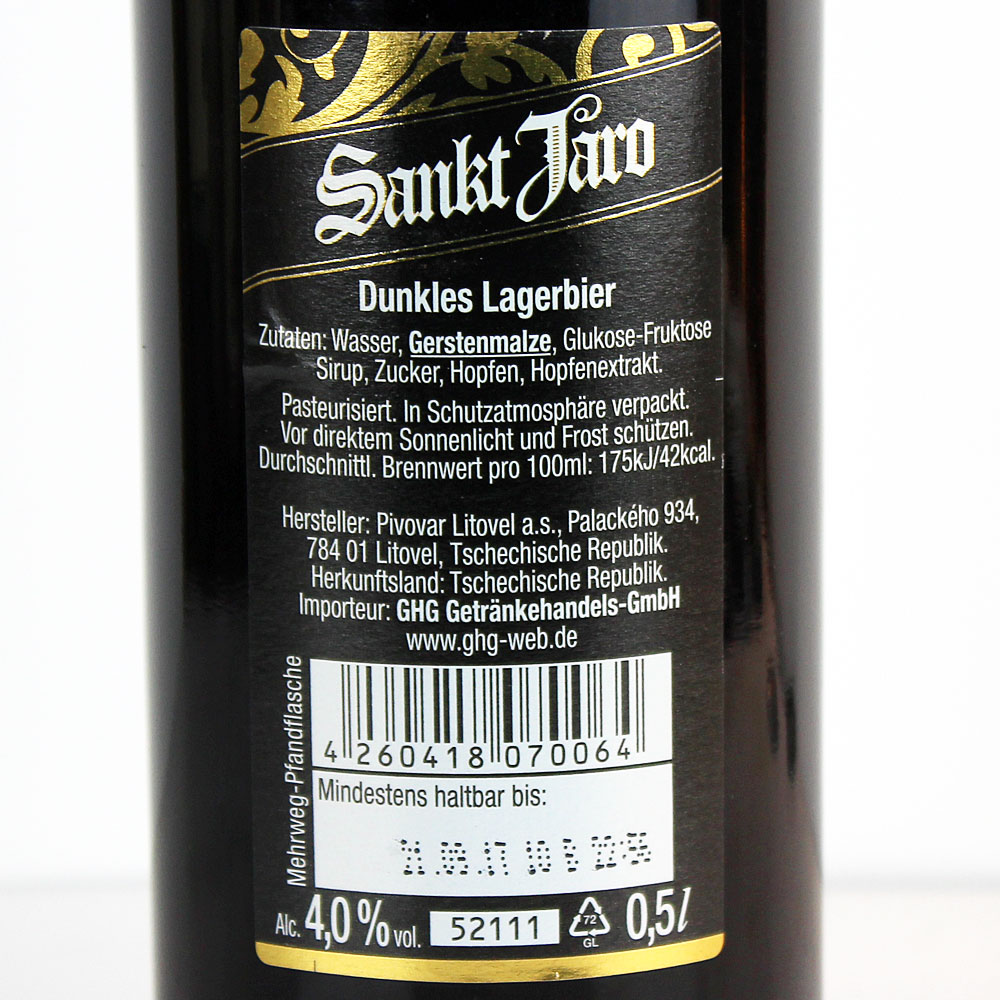 Sankt Jaro
Dunkles Lagerbier
Zutaten: Wasser, Gerstenmalze, Glukose-Fruktose
Sirup, Zucker, Hopfen, Hopfenextrakt.
Pasteurisiert. In Schutzatmosphäre verpackt.
Vor direktem Sonnenlicht und Frost schützen.
Durchschnittl. Brennwert pro 100ml: 175kJ/42kcal.
Hersteller: Pivovar Litovel a.s., Palackého 934,
784 01 Litovel, Tschechische Republik.
Herkunftsland: Tschechische Republik.
Importeur: GHG Getränkehandels-GmbH
www.ghg-web.de
Mehrweg-Pfandflasche
4 260418 070064
Mindestens haltbar bis:
Alc. 4,0% vol. 52111 72 GL 0,5l